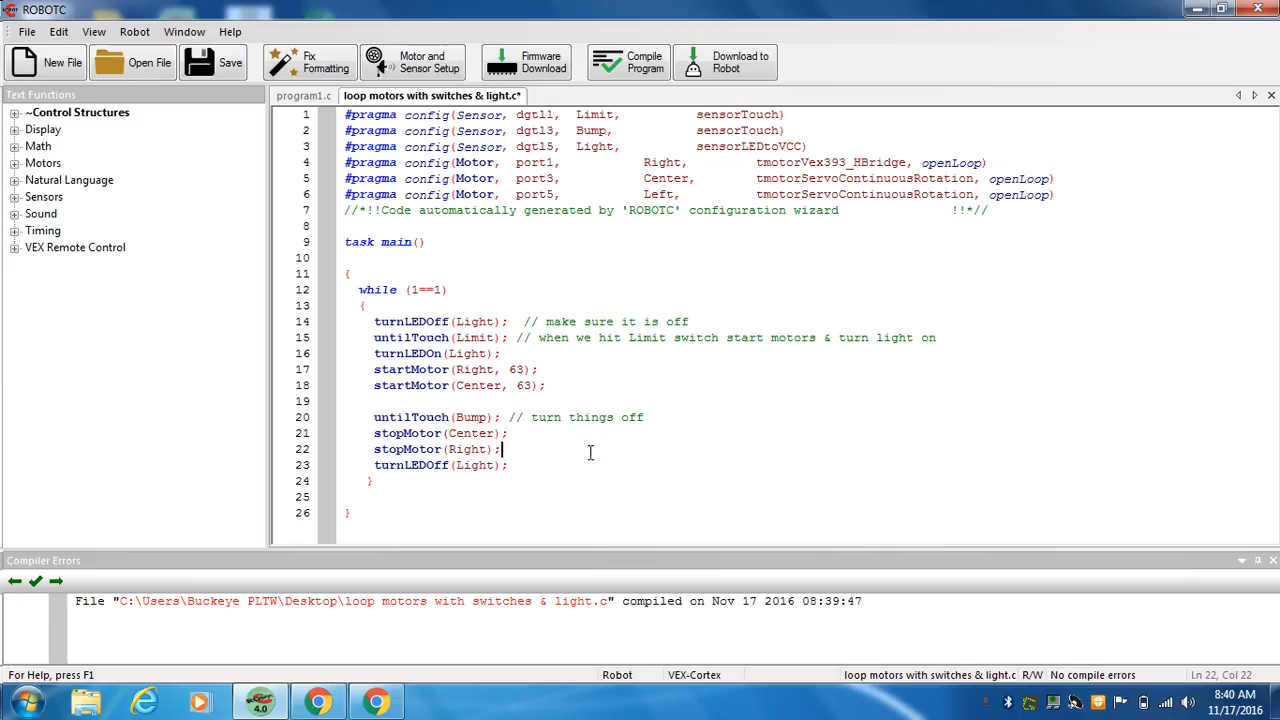 ROBOTC
File Edit View Robot Window Help
New File Open File Save Fix Formatting Motor and Sensor Setup Firmware Download Compile Program Download to Robot
Text Functions
program1.c loop motors with switches & light.c*
~Control Structures
Display
Math
Motors
Natural Language
Sensors
Sound
Timing
VEX Remote Control
1 #pragma config(Sensor, dgtl1, Limit, sensorTouch)
2 #pragma config(Sensor, dgtl3, Bump, sensorTouch)
3 #pragma config(Sensor, dgtl5, Light, sensorLEDtoVCC)
4 #pragma config(Motor, port1, Right, tmotorVex393_HBridge, openLoop)
5 #pragma config(Motor, port3, Center, tmotorServoContinuousRotation, openLoop)
6 #pragma config(Motor, port5, Left, tmotorServoContinuousRotation, openLoop)
7 //*!!Code automatically generated by 'ROBOTC' configuration wizard !!*//
8
9 task main()
10
11 {
12 while (1==1)
13 {
14 turnLEDOff(Light); // make sure it is off
15 untilTouch(Limit); // when we hit Limit switch start motors & turn light on
16 turnLEDOn(Light);
17 startMotor(Right, 63);
18 startMotor(Center, 63);
19
20 untilTouch(Bump); // turn things off
21 stopMotor(Center);
22 stopMotor(Right);
23 turnLEDOff(Light);
24 }
25
26 }
Compiler Errors
File "C:\Users\Buckeye PLTW\Desktop\loop motors with switches & light.c" compiled on Nov 17 2016 08:39:47
For Help, press F1 Robot VEX-Cortex loop motors with switches & light.c R/W No compile errors Ln 22, Col 22
4.0
8:40 AM
11/17/2016